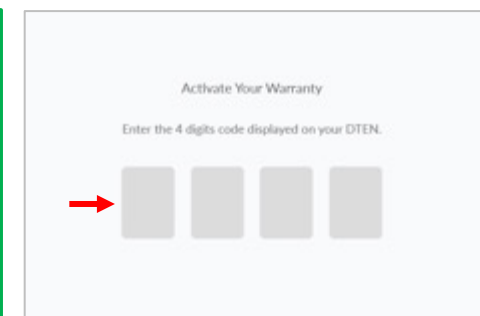 Activate Your Warranty
Enter the 4 digits code displayed on your DTEN.